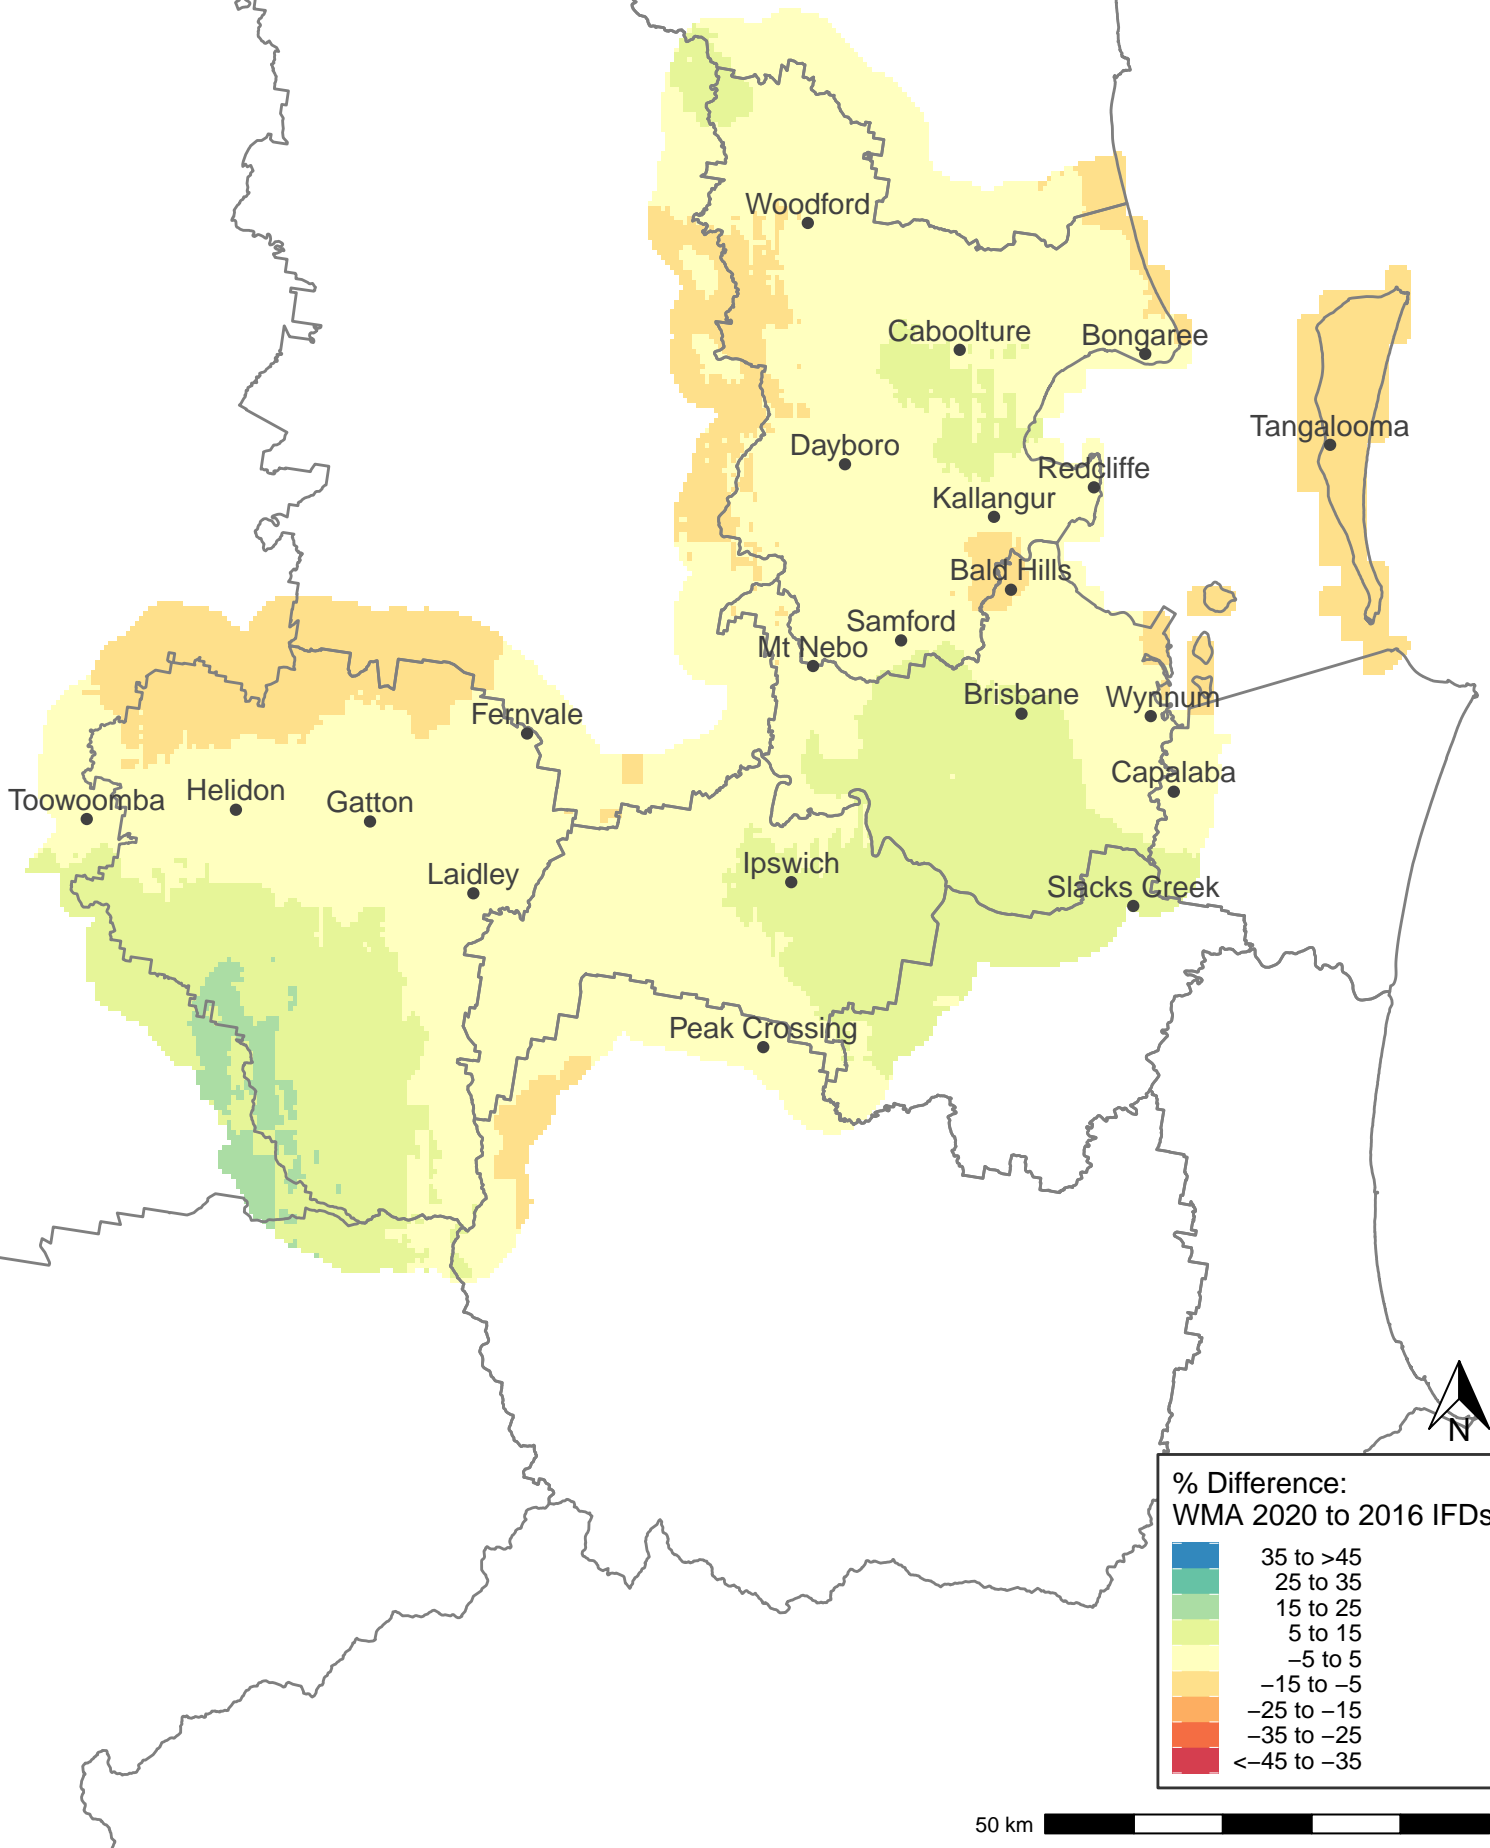 Woodford
Caboolture
Bongaree
Tangalooma
Dayboro
Redcliffe
Kallangur
Bald Hills
Samford
Mt Nebo
Brisbane
Wynnum
Fernvale
Capalaba
Toowoomba
Helidon
Gatton
Ipswich
Laidley
Slacks Creek
Peak Crossing
N
% Difference:
WMA 2020 to 2016 IFDs
35 to >45
25 to 35
15 to 25
5 to 15
−5 to 5
−15 to −5
−25 to −15
−35 to −25
<−45 to −35
50 km